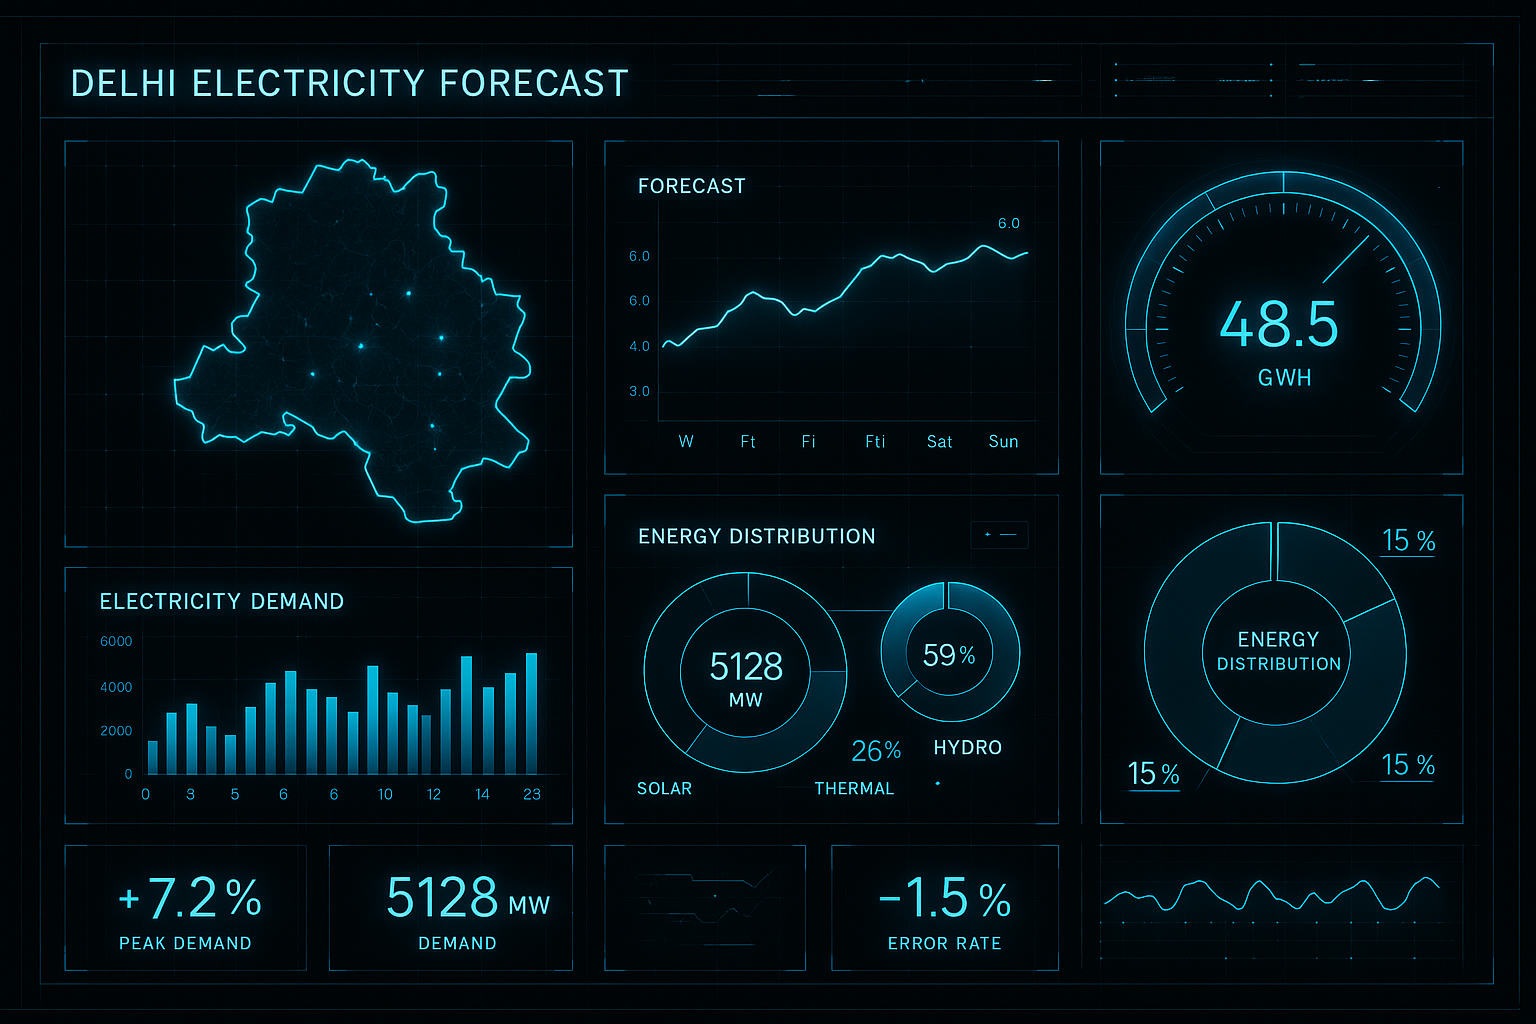 DELHI ELECTRICITY FORECAST
FORECAST
6.0
6.0
6.0
4.0
3.0
W Ft Fi Fti Sat Sun
48.5
GWH
ELECTRICITY DEMAND
6000
4000
2000
0
0 3 5 6 6 10 12 14 23
ENERGY DISTRIBUTION
5128
MW
59%
26%
HYDRO
SOLAR
THERMAL
15 %
ENERGY
DISTRIBUTION
15 %
15 %
+7.2%
PEAK DEMAND
5128 MW
DEMAND
−1.5 %
ERROR RATE